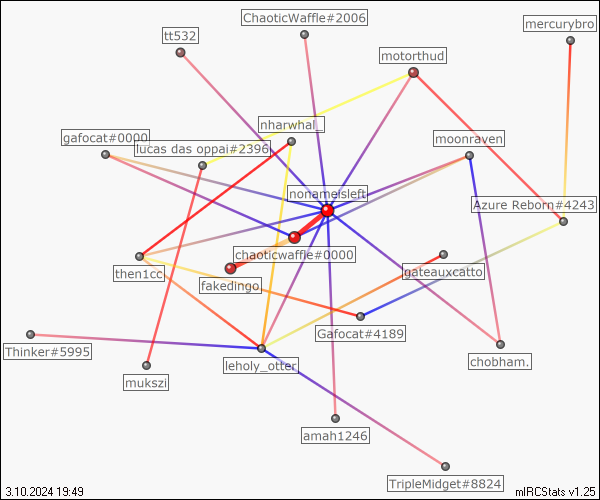 ChaoticWaffle#2006
mercurybro
tt532
motorthud
nharwhal_
gafocat#0000
moonraven
lucas das oppai#2396
nonameisleft
Azure Reborn#4243
chaoticwaffle#0000
then1cc
gateauxcatto
fakedingo
Gafocat#4189
Thinker#5995
leholy_otter
chobham.
mukszi
amah1246
TripleMidget#8824
3.10.2024 19:49
mIRCStats v1.25